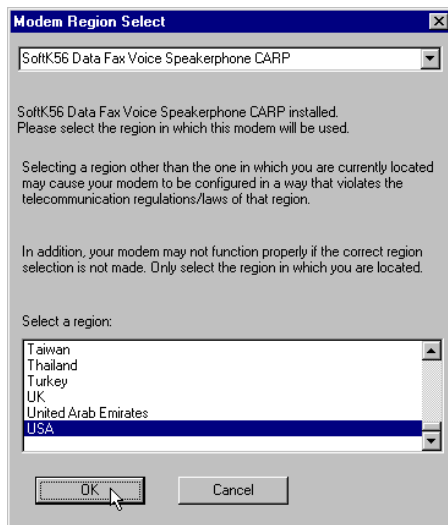 Modem Region Select
SoftK56 Data Fax Voice Speakerphone CARP
SoftK56 Data Fax Voice Speakerphone CARP installed.
Please select the region in which this modem will be used.
Selecting a region other than the one in which you are currently located
may cause your modem to be configured in a way that violates the
telecommunication regulations/laws of that region.
In addition, your modem may not function properly if the correct region
selection is not made. Only select the region in which you are located.
Select a region:
Taiwan
Thailand
Turkey
UK
United Arab Emirates
USA
OK
Cancel